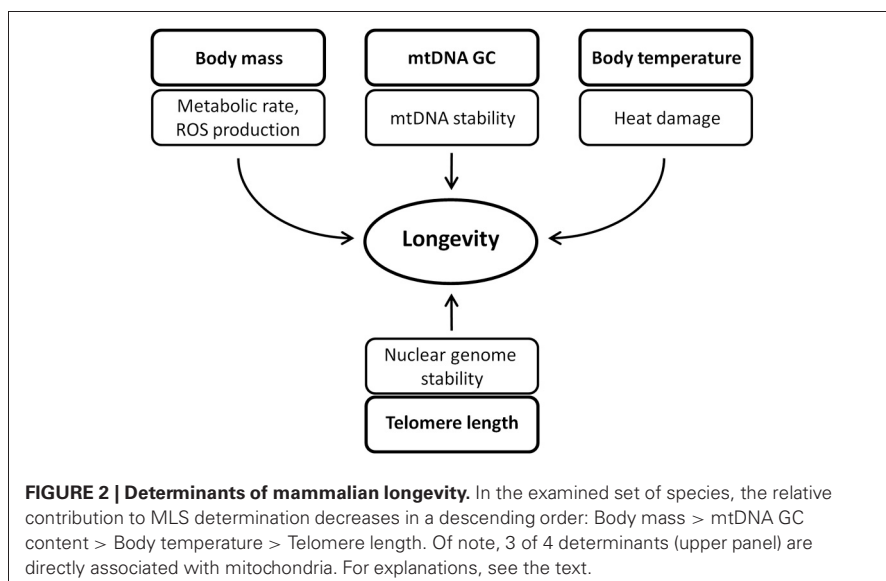 Body mass
Metabolic rate,
ROS production
mtDNA GC
mtDNA stability
Body temperature
Heat damage
Longevity
Nuclear genome
stability
Telomere length
FIGURE 2 | Determinants of mammalian longevity. In the examined set of species, the relative
contribution to MLS determination decreases in a descending order: Body mass > mtDNA GC
content > Body temperature > Telomere length. Of note, 3 of 4 determinants (upper panel) are
directly associated with mitochondria. For explanations, see the text.